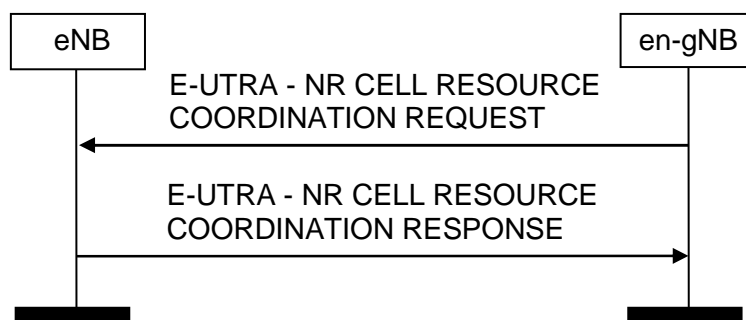 eNB
en-gNB
E-UTRA - NR CELL RESOURCE
COORDINATION REQUEST
E-UTRA - NR CELL RESOURCE
COORDINATION RESPONSE